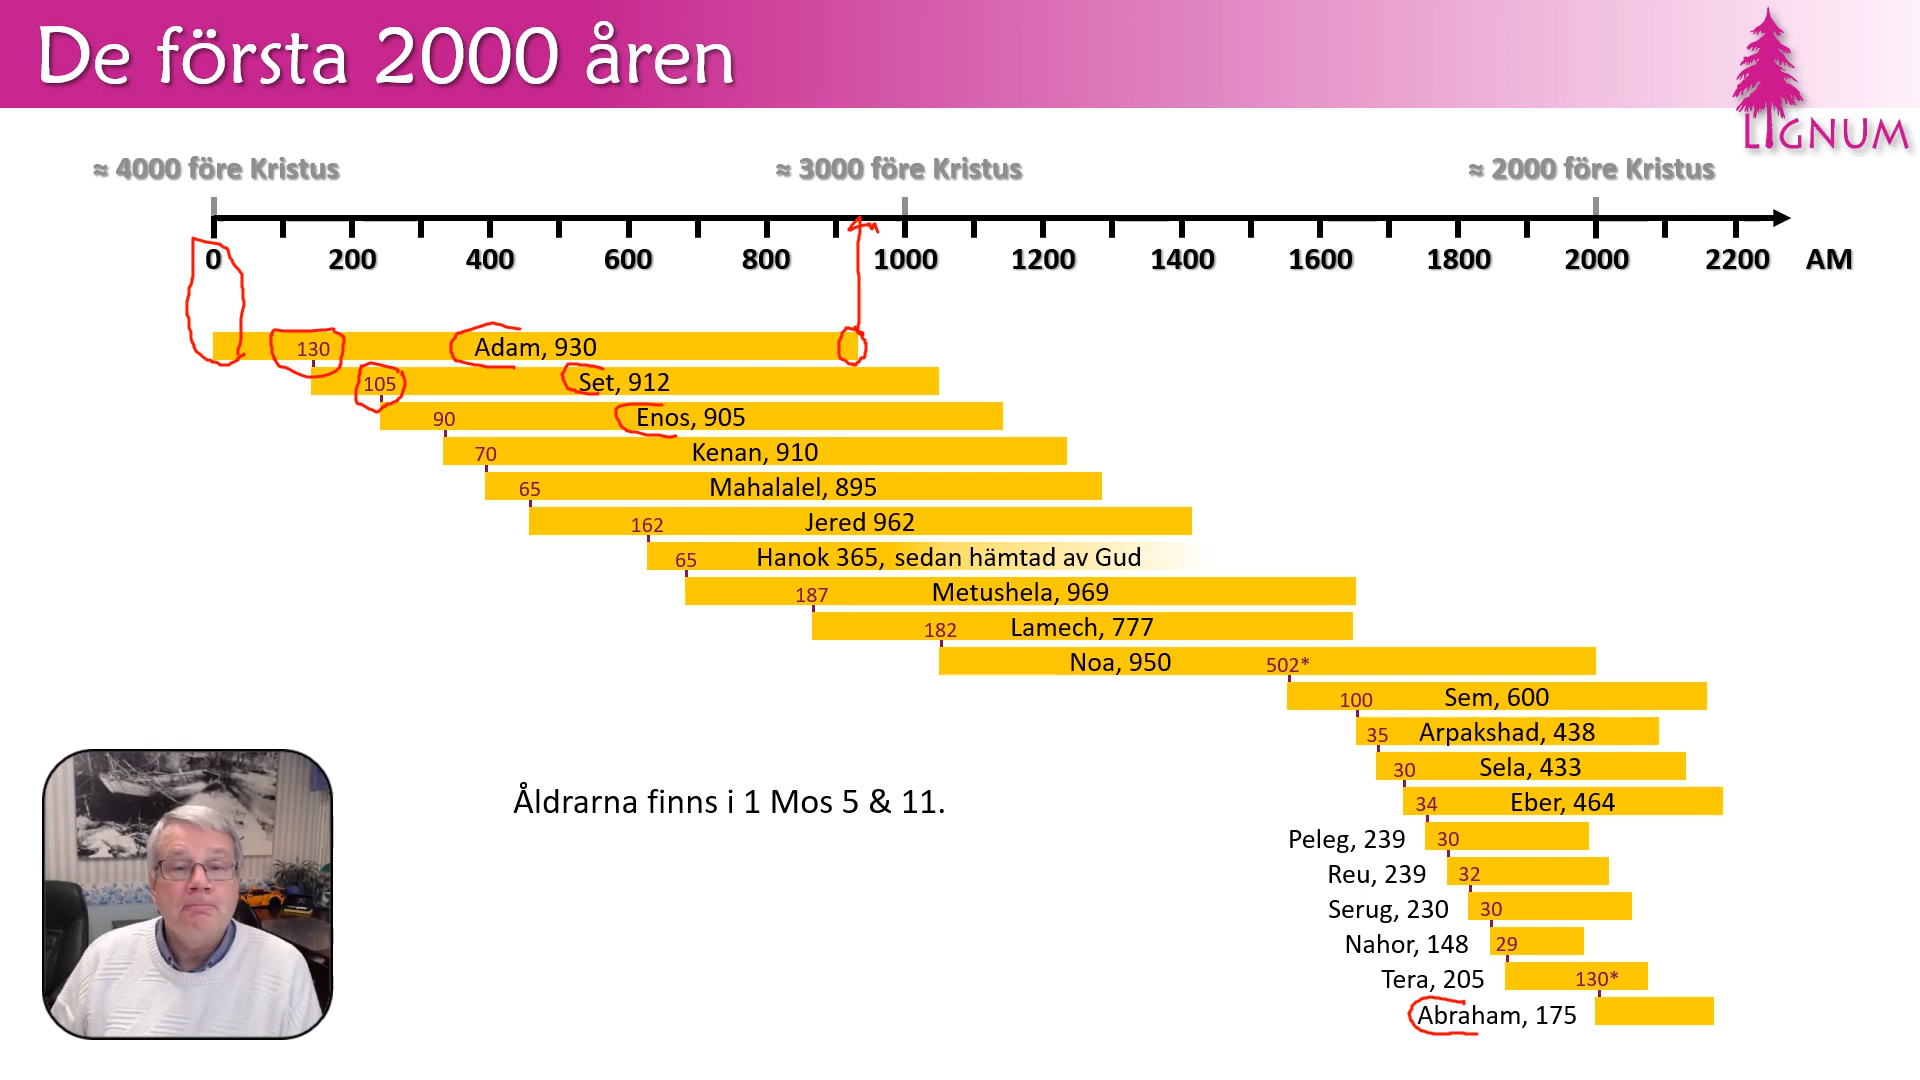 De första 2000 åren
LIGNUM
≈ 4000 före Kristus ≈ 3000 före Kristus ≈ 2000 före Kristus
0 200 400 600 800 1000 1200 1400 1600 1800 2000 2200 AM
130 Adam, 930
105 Set, 912
90 Enos, 905
70 Kenan, 910
65 Mahalalel, 895
162 Jered 962
65 Hanok 365, sedan hämtad av Gud
187 Metushela, 969
182 Lamech, 777
Noa, 950 502*
100 Sem, 600
35 Arpakshad, 438
30 Sela, 433
34 Eber, 464
Åldrarna finns i 1 Mos 5 & 11.
Peleg, 239 30
Reu, 239 32
Serug, 230 30
Nahor, 148 29
Tera, 205 130*
Abraham, 175